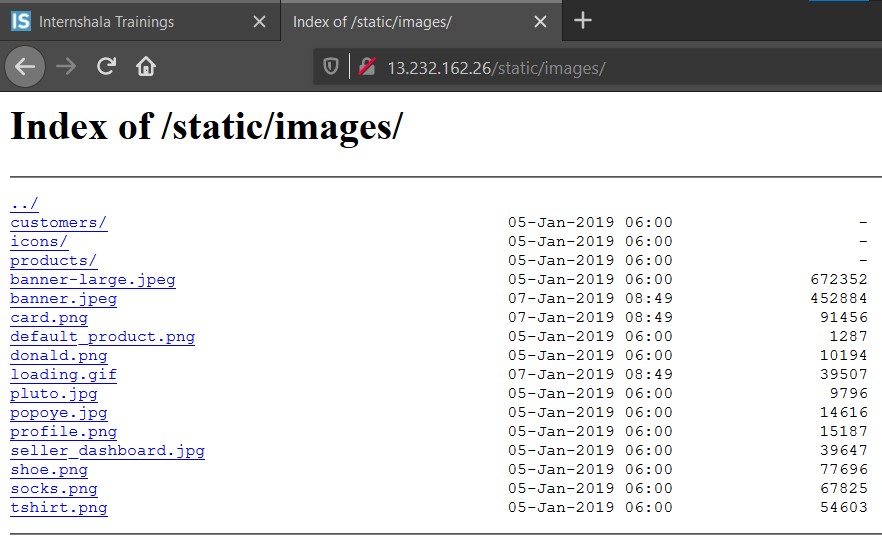 IS Internshala Trainings
Index of /static/images/
13.232.162.26/static/images/
Index of /static/images/
../
customers/ 05-Jan-2019 06:00 -
icons/ 05-Jan-2019 06:00 -
products/ 05-Jan-2019 06:00 -
banner-large.jpeg 05-Jan-2019 06:00 672352
banner.jpeg 07-Jan-2019 08:49 452884
card.png 07-Jan-2019 08:49 91456
default_product.png 05-Jan-2019 06:00 1287
donald.png 05-Jan-2019 06:00 10194
loading.gif 07-Jan-2019 08:49 39507
pluto.jpg 05-Jan-2019 06:00 9796
popoye.jpg 05-Jan-2019 06:00 14616
profile.png 05-Jan-2019 06:00 15187
seller_dashboard.jpg 05-Jan-2019 06:00 39647
shoe.png 05-Jan-2019 06:00 77696
socks.png 05-Jan-2019 06:00 67825
tshirt.png 05-Jan-2019 06:00 54603